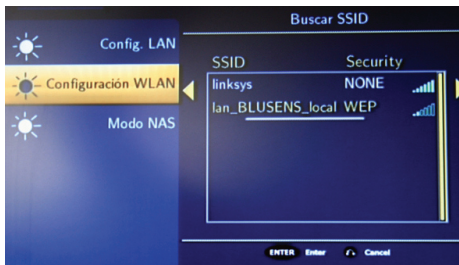 Buscar SSID
Config. LAN
Configuración WLAN
Modo NAS
SSID Security
linksys NONE
lan_BLUSENS_local WEP
ENTER Enter Cancel